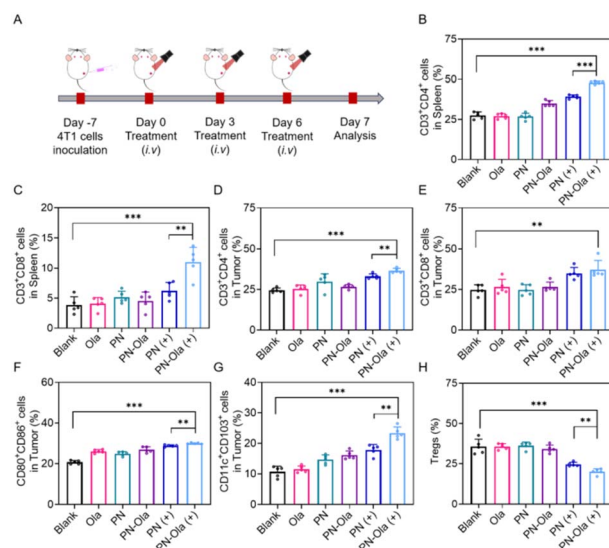 A
Day -7
4T1 cells
inoculation
Day 0
Treatment
(i.v)
Day 3
Treatment
(i.v)
Day 6
Treatment
(i.v)
Day 7
Analysis
B
CD3⁺CD4⁺ cells
in Spleen (%)
75
50
25
0
***
***
Blank
Ola
PN
PN-Ola
PN (+)
PN-Ola (+)
C
CD3⁺CD8⁺ cells
in Spleen (%)
20
15
10
5
0
***
**
Blank
Ola
PN
PN-Ola
PN (+)
PN-Ola (+)
D
CD3⁺CD4⁺ cells
in Tumor (%)
75
50
25
0
***
**
Blank
Ola
PN
PN-Ola
PN (+)
PN-Ola (+)
E
CD3⁺CD8⁺ cells
in Tumor (%)
75
50
25
0
**
Blank
Ola
PN
PN-Ola
PN (+)
PN-Ola (+)
F
CD80⁺CD86⁺ cells
in Tumor (%)
60
40
20
0
***
**
Blank
Ola
PN
PN-Ola
PN (+)
PN-Ola (+)
G
CD11c⁺CD103⁺ cells
in Tumor (%)
40
30
20
10
0
***
**
Blank
Ola
PN
PN-Ola
PN (+)
PN-Ola (+)
H
Tregs (%)
75
50
25
0
***
**
Blank
Ola
PN
PN-Ola
PN (+)
PN-Ola (+)